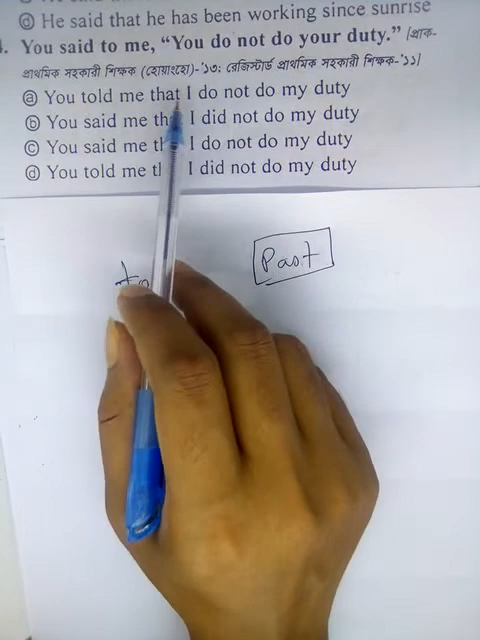 ⓓ He said that he has been working since sunrise
4. You said to me, “You do not do your duty.” [প্রাক-
প্রাথমিক সহকারী শিক্ষক (হোয়াংহো)-’১৩; রেজিস্টার্ড প্রাথমিক সহকারী শিক্ষক-’১১]
ⓐ You told me that I do not do my duty
ⓑ You said me th I did not do my duty
ⓒ You said me t I do not do my duty
ⓓ You told me t I did not do my duty
Past